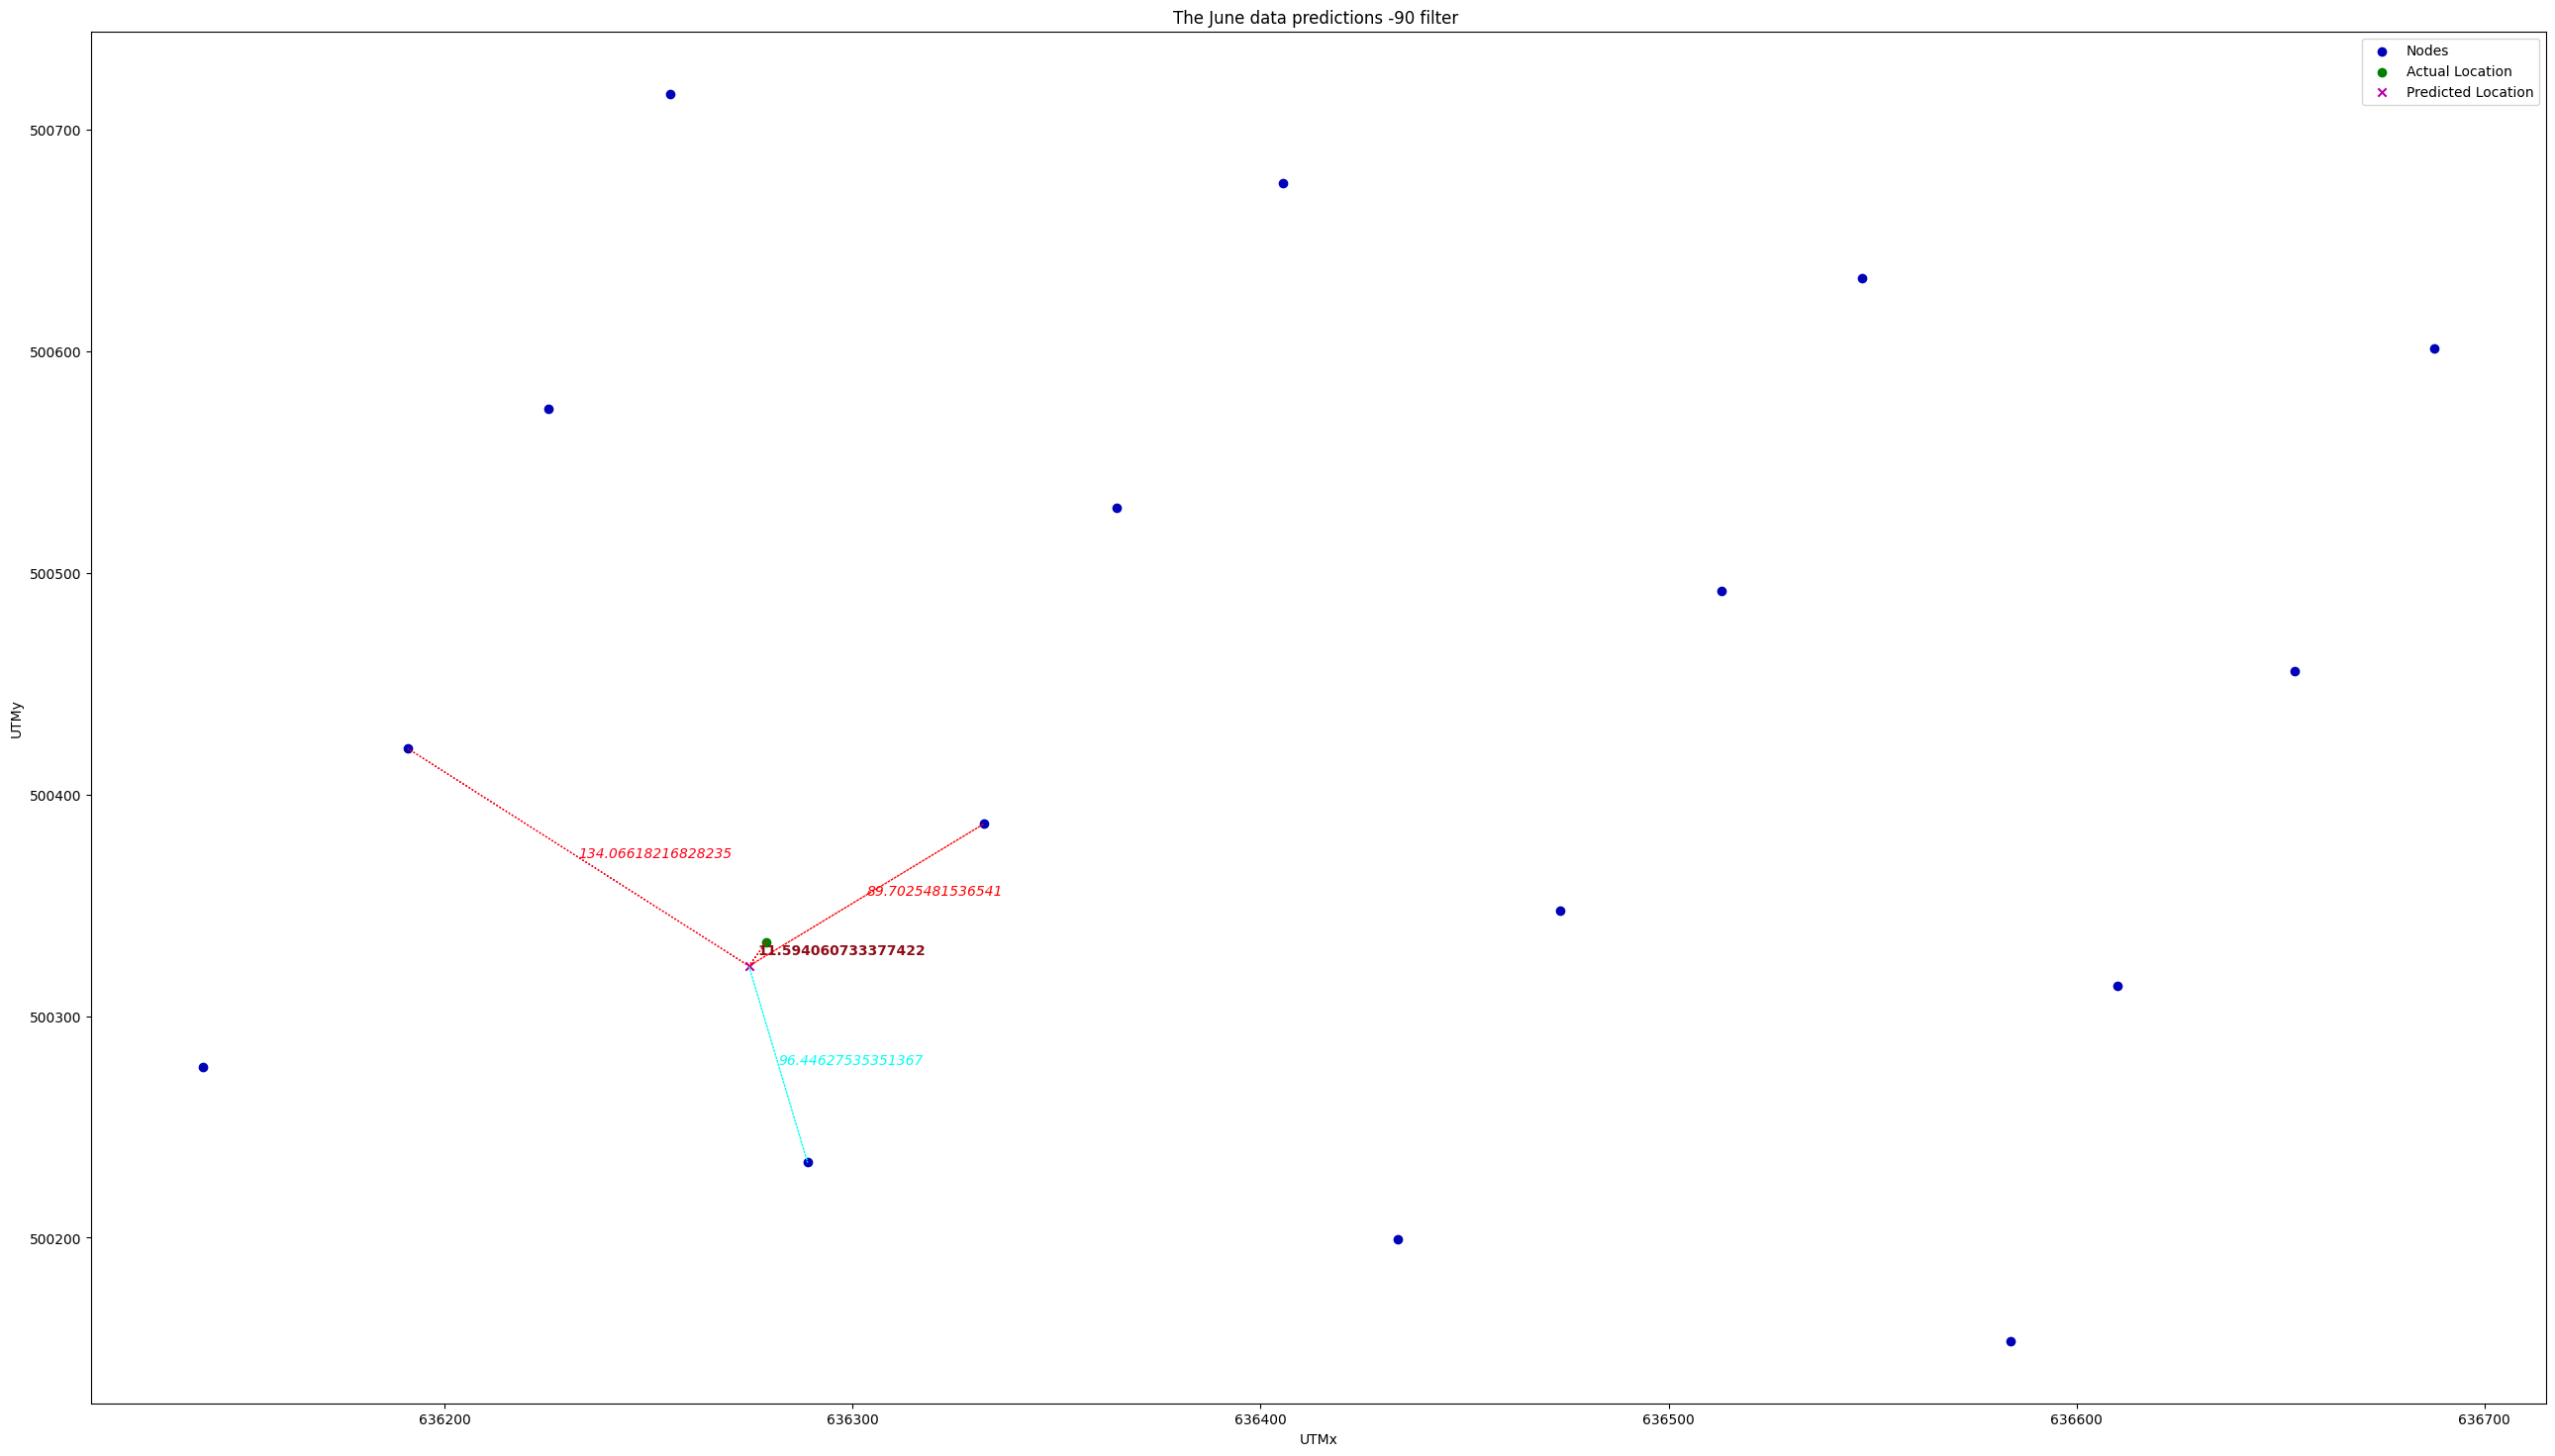 The June data predictions -90 filter
Nodes
Actual Location
Predicted Location
500700
500600
500500
500400
500300
500200
UTMy
134.06618216828235
89.7025481536541
11.594060733377422
96.44627535351367
636200
636300
636400
636500
636600
636700
UTMx